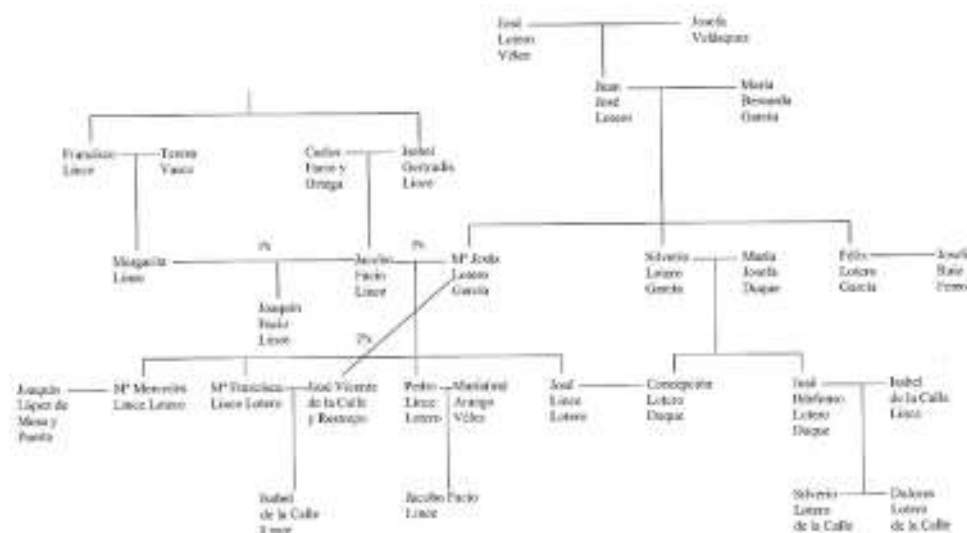 José
Lotero
Vélez
Josefa
Velásquez
Juan
José
Lotero
María
Bernarda
García
Francisco
Lince
Teresa
Vasco
Carlos
Facio y
Ortega
Isabel
Gertrudis
Lince
Margarita
Lince
Jacobo
Facio
Lince
Mª Jesús
Lotero
García
Silverio
Lotero
García
María
Josefa
Duque
Félix
Lotero
García
Josefa
Ruiz
Joaquín
Facio
Lince
Joaquín
López de
Mesa y
Mª Mercedes
Lince Lotero
Mª Francisca
Lince Lotero
José Vicente
de la Calle
y Restrepo
Pedro
Lince
Lotero
Arango
Vélez
José
Lince
Lotero
Concepción
Lotero
Duque
José
Ildefonso
Lotero
Duque
Isabel
de la Calle
Lince
Isabel
de la Calle
Lince
Jacobo Facio
Lince
Silverio
Lotero
de la Calle
Dolores
Lotero
de la Calle